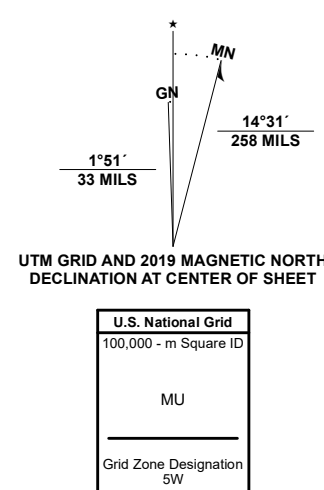 MN
GN
14°31´
258 MILS
1°51´
33 MILS
UTM GRID AND 2019 MAGNETIC NORTH
DECLINATION AT CENTER OF SHEET
U.S. National Grid
100,000 - m Square ID
MU
Grid Zone Designation
5W